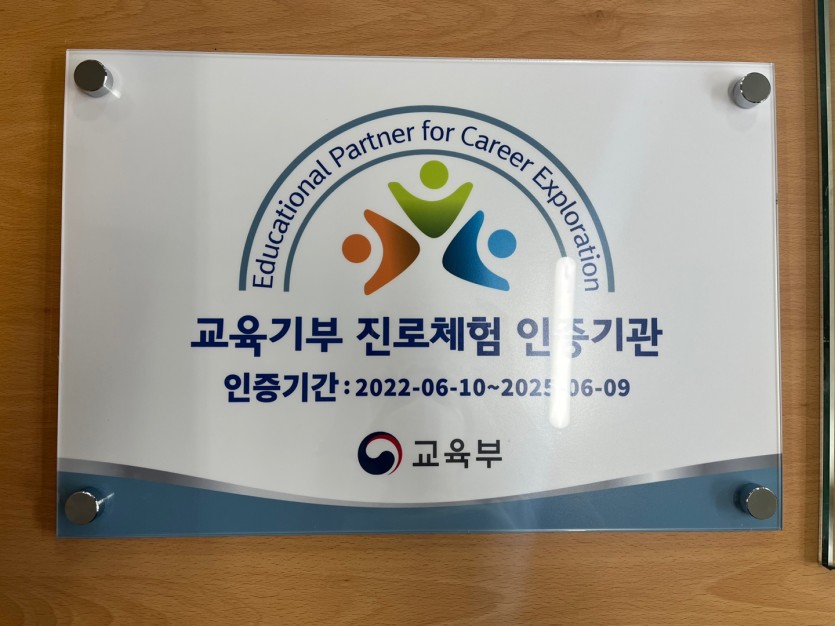 Educational Partner for Career Exploration
교육기부 진로체험 인증기관
인증기간 : 2022-06-10~2025-06-09
교육부